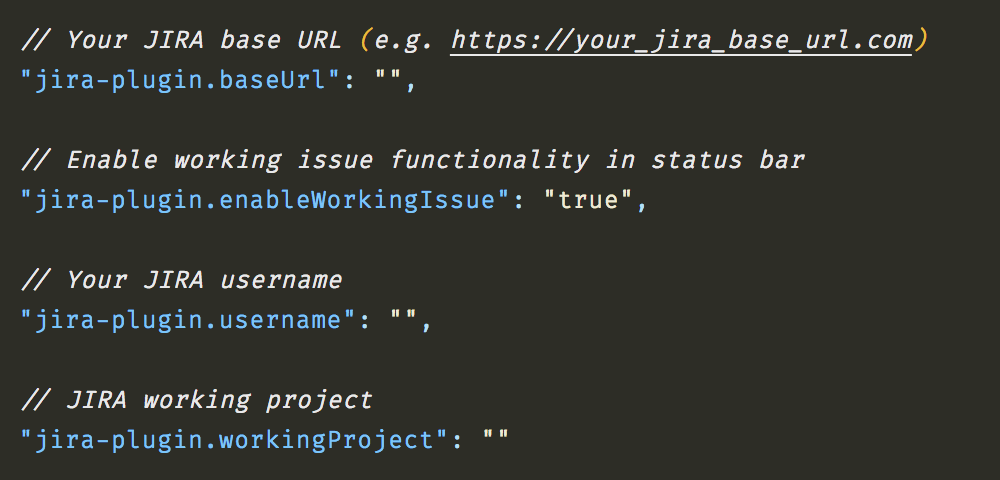 // Your JIRA base URL (e.g. https://your_jira_base_url.com)
"jira-plugin.baseUrl": "",
// Enable working issue functionality in status bar
"jira-plugin.enableWorkingIssue": "true",
// Your JIRA username
"jira-plugin.username": "",
// JIRA working project
"jira-plugin.workingProject": ""